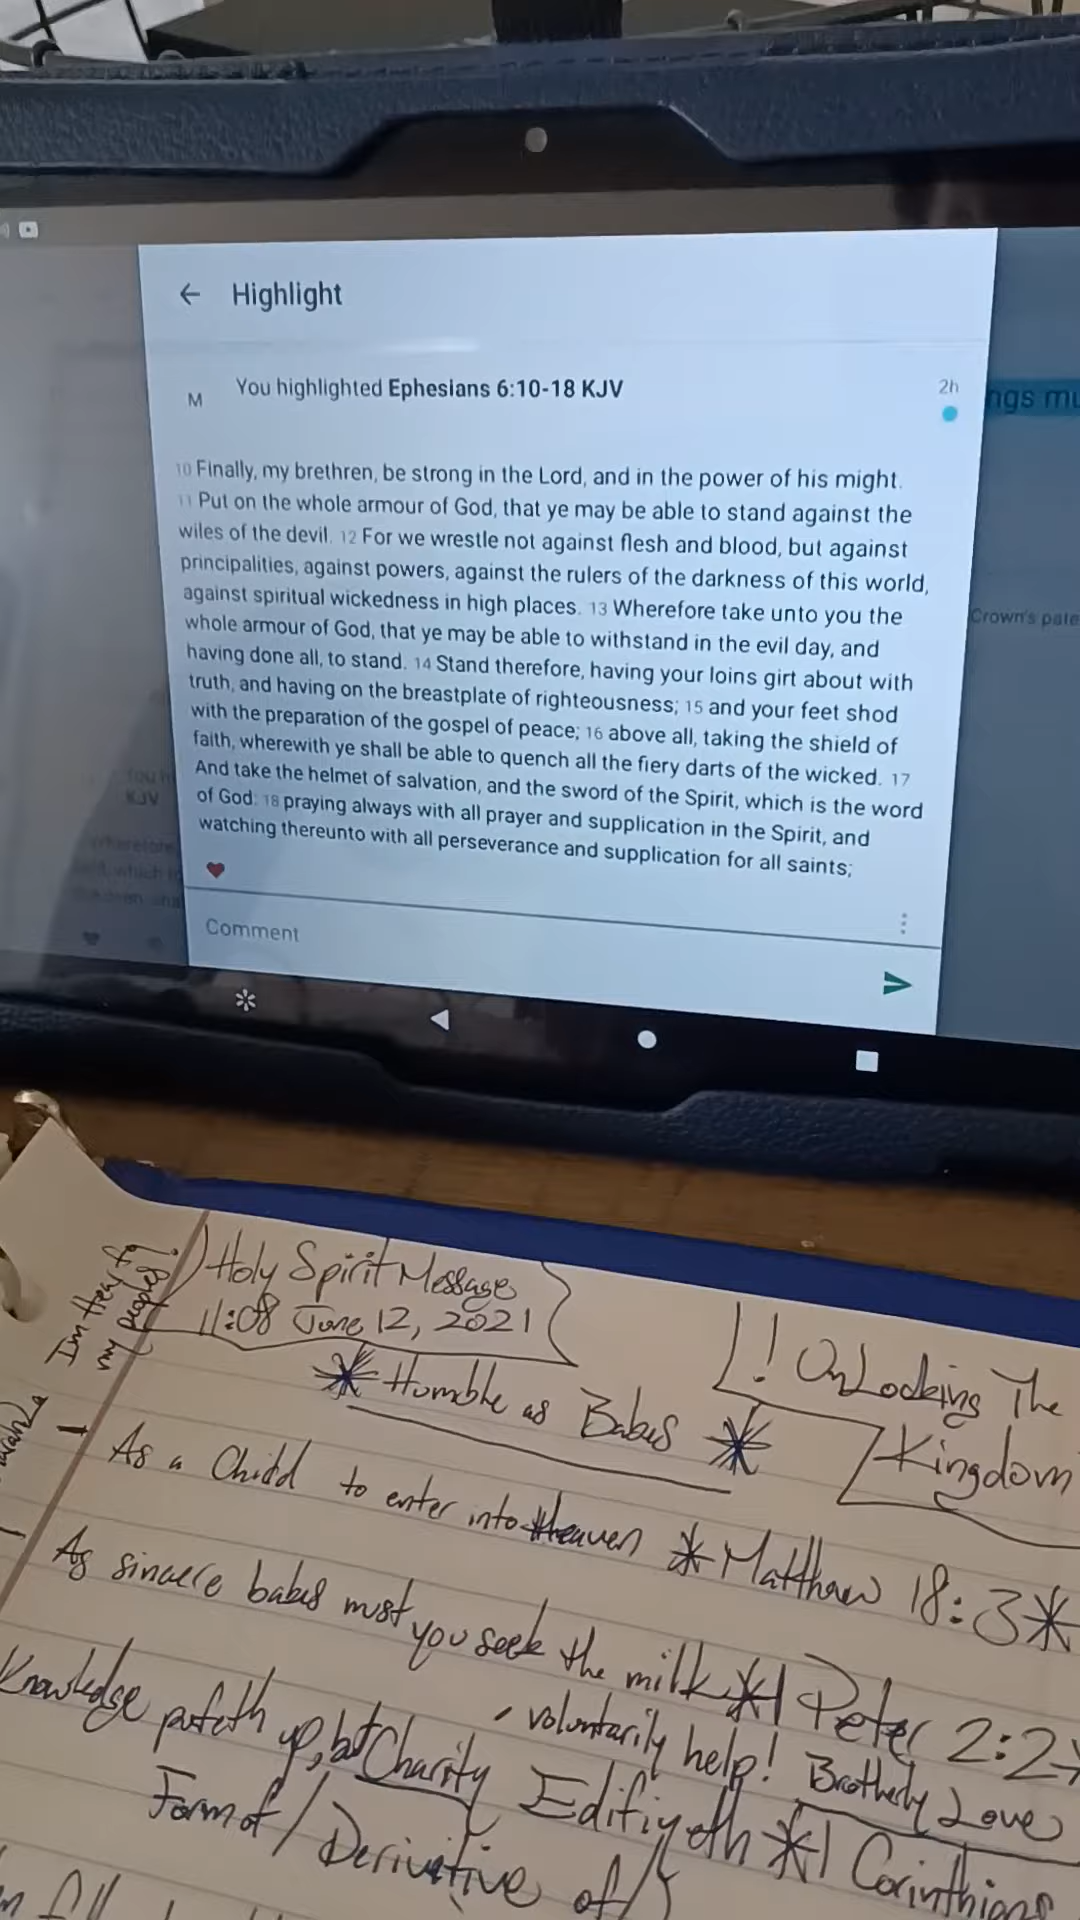 Highlight
You highlighted Ephesians 6:10-18 KJV
M
2h
ngs mu
10 Finally, my brethren, be strong in the Lord, and in the power of his might.
11 Put on the whole armour of God, that ye may be able to stand against the
wiles of the devil. 12 For we wrestle not against flesh and blood, but against
principalities, against powers, against the rulers of the darkness of this world,
against spiritual wickedness in high places. 13 Wherefore take unto you the
whole armour of God, that ye may be able to withstand in the evil day, and
having done all, to stand. 14 Stand therefore, having your loins girt about with
truth, and having on the breastplate of righteousness; 15 and your feet shod
with the preparation of the gospel of peace; 16 above all, taking the shield of
faith, wherewith ye shall be able to quench all the fiery darts of the wicked. 17
And take the helmet of salvation, and the sword of the Spirit, which is the word
of God: 18 praying always with all prayer and supplication in the Spirit, and
watching thereunto with all perseverance and supplication for all saints;
Crown's pate
KJV
Comment
Holy Spirit Message
11:08 June 12, 2021
my peoples!
* Humble as Babes *
! UnLocking The
Kingdom
- As a Child to enter into Heaven * Matthew 18:3 *
- As sincere babes must you seek the milk * 1 Peter 2:2
, voluntarily help! Brotherly Love
Knowledge pufeth up, but Charity Edifiyeth * 1 Corinthians
Form of / Derivitive of